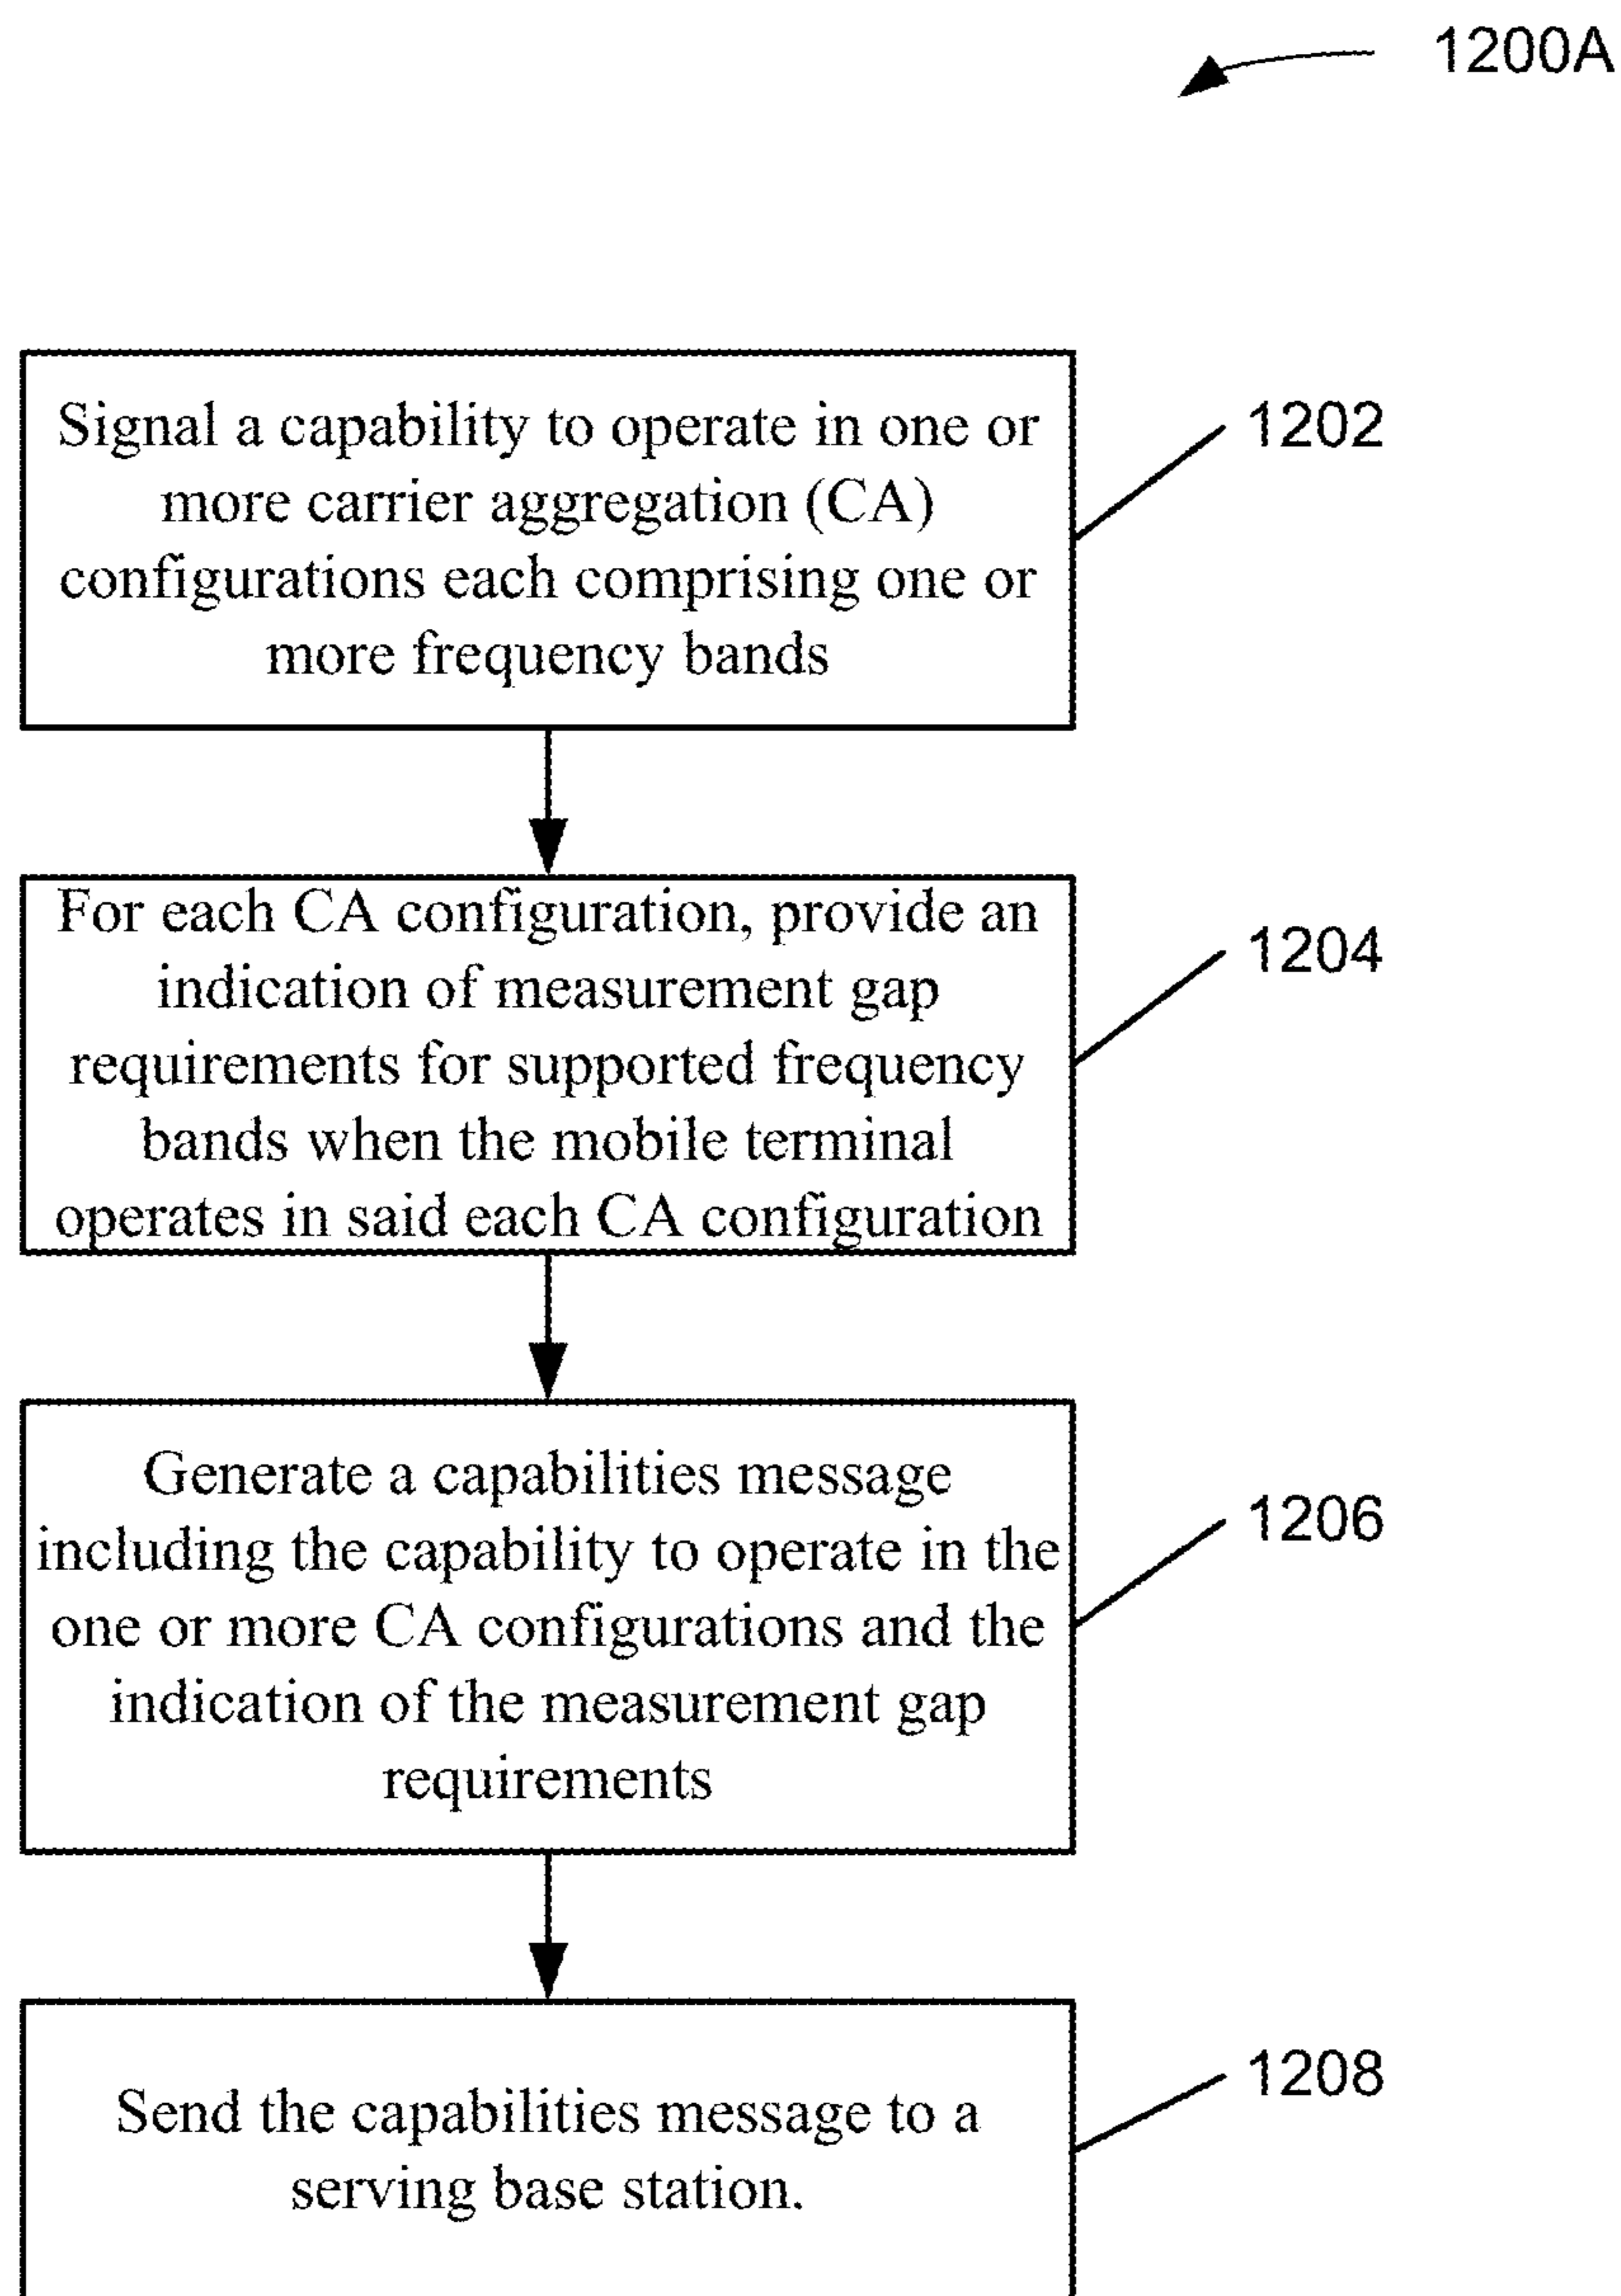 1200A
Signal a capability to operate in one or
more carrier aggregation (CA)
configurations each comprising one or
more frequency bands
1202
For each CA configuration, provide an
indication of measurement gap
requirements for supported frequency
bands when the mobile terminal
operates in said each CA configuration
1204
Generate a capabilities message
including the capability to operate in the
one or more CA configurations and the
indication of the measurement gap
requirements
1206
Send the capabilities message to a
serving base station.
1208